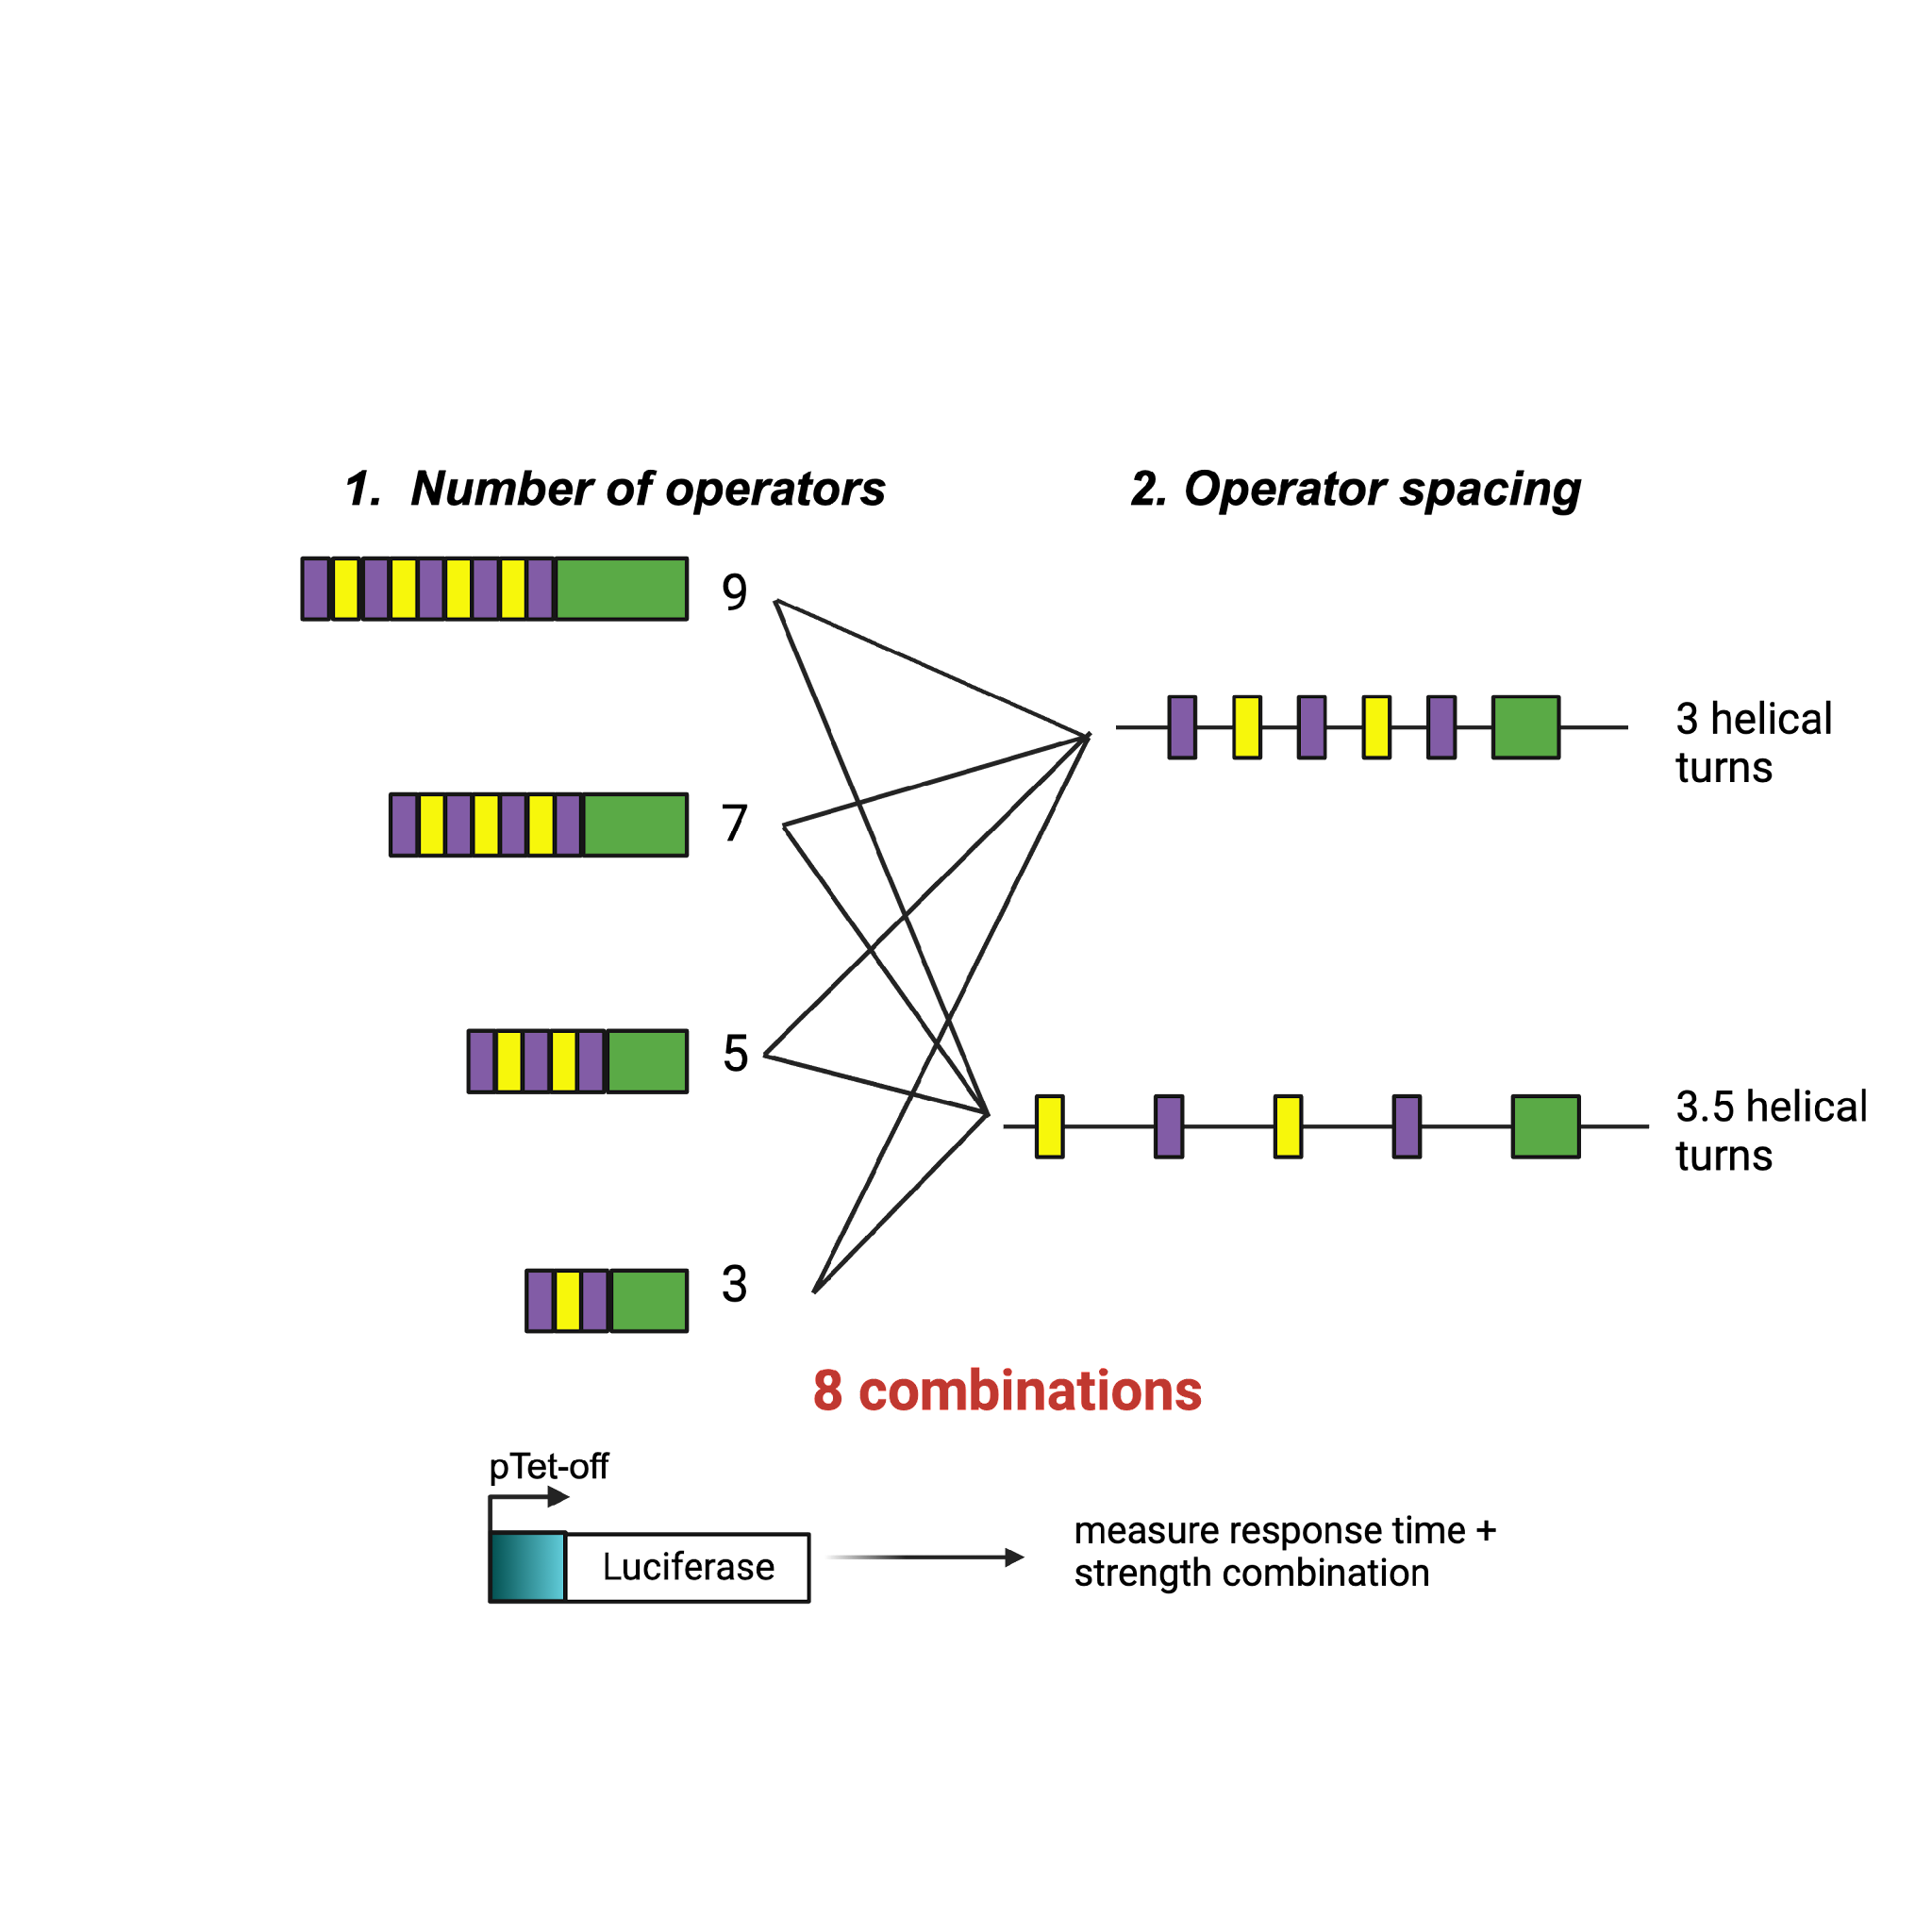 1. Number of operators
2. Operator spacing
9
3 helical
turns
7
5
3.5 helical
turns
3
8 combinations
pTet-off
Luciferase
measure response time +
strength combination